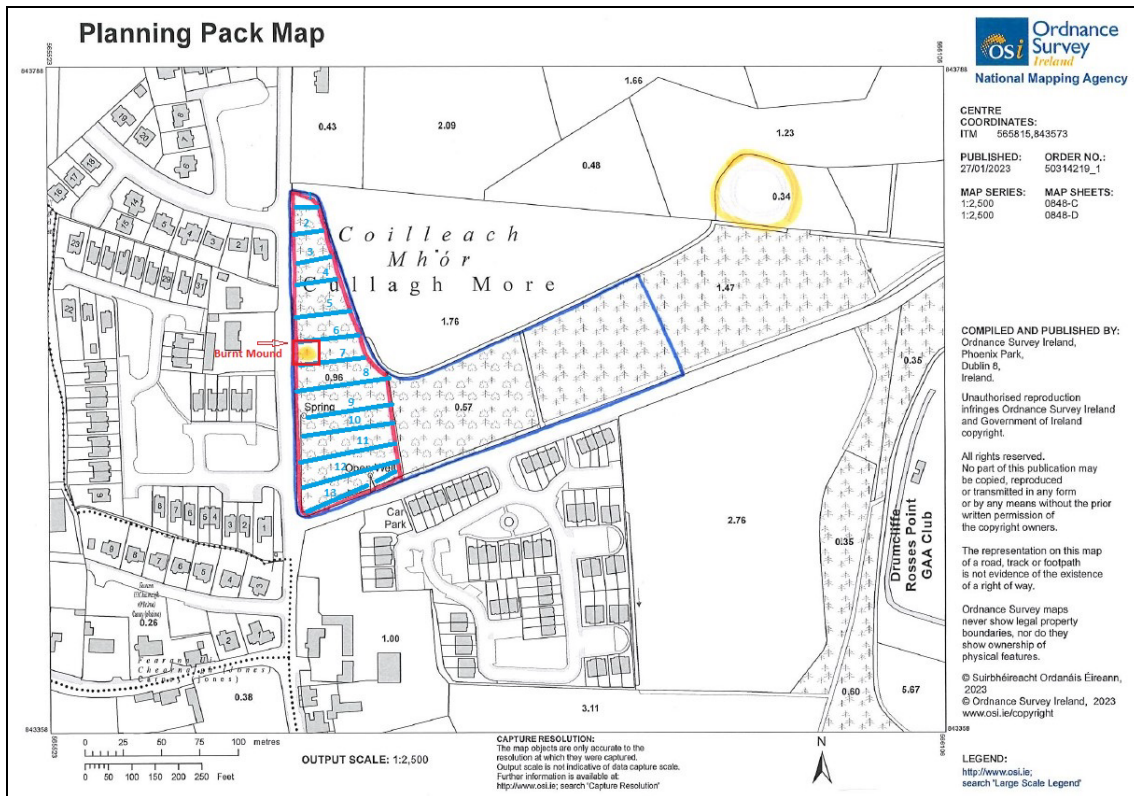 Planning Pack Map
OSi Ordnance
Survey
Ireland
National Mapping Agency
CENTRE
COORDINATES:
ITM 565815,843573
PUBLISHED: ORDER NO.:
27/01/2023 50314219_1
MAP SERIES: MAP SHEETS:
1:2,500 0848-C
1:2,500 0848-D
COMPILED AND PUBLISHED BY:
Ordnance Survey Ireland,
Phoenix Park,
Dublin 8,
Ireland.
Unauthorised reproduction
infringes Ordnance Survey Ireland
and Government of Ireland
copyright.
All rights reserved.
No part of this publication may
be copied, reproduced
or transmitted in any form
or by any means without the prior
written permission of
the copyright owners.
The representation on this map
of a road, track or footpath
is not evidence of the existence
of a right of way.
Ordnance Survey maps
never show legal property
boundaries, nor do they
show ownership of
physical features.
© Suirbhéireacht Ordanáis Éireann,
2023
© Ordnance Survey Ireland, 2023
www.osi.ie/copyright
LEGEND:
http://www.osi.ie;
search 'Large Scale Legend'
843788
843788
1.66
0.43
2.09
1.23
0.48
0.34
Coilleach
Mhór
Cullagh More
1.76
1.47
2
3
4
5
6
7
8
9
10
11
12
13
Burnt Mound
0.96
Spring
Open Well
0.57
0.35
Car
Park
2.76
0.35
Drumcliffe
Rosses Point
GAA Club
0.26
1.00
0.38
3.11
0.60
5.67
843358
843358
0 25 50 75 100 metres
0 50 100 150 200 250 Feet
OUTPUT SCALE: 1:2,500
CAPTURE RESOLUTION:
The map objects are only accurate to the
resolution at which they were captured.
Output scale is not indicative of data capture scale.
Further information is available at:
http://www.osi.ie; search 'Capture Resolution'
N